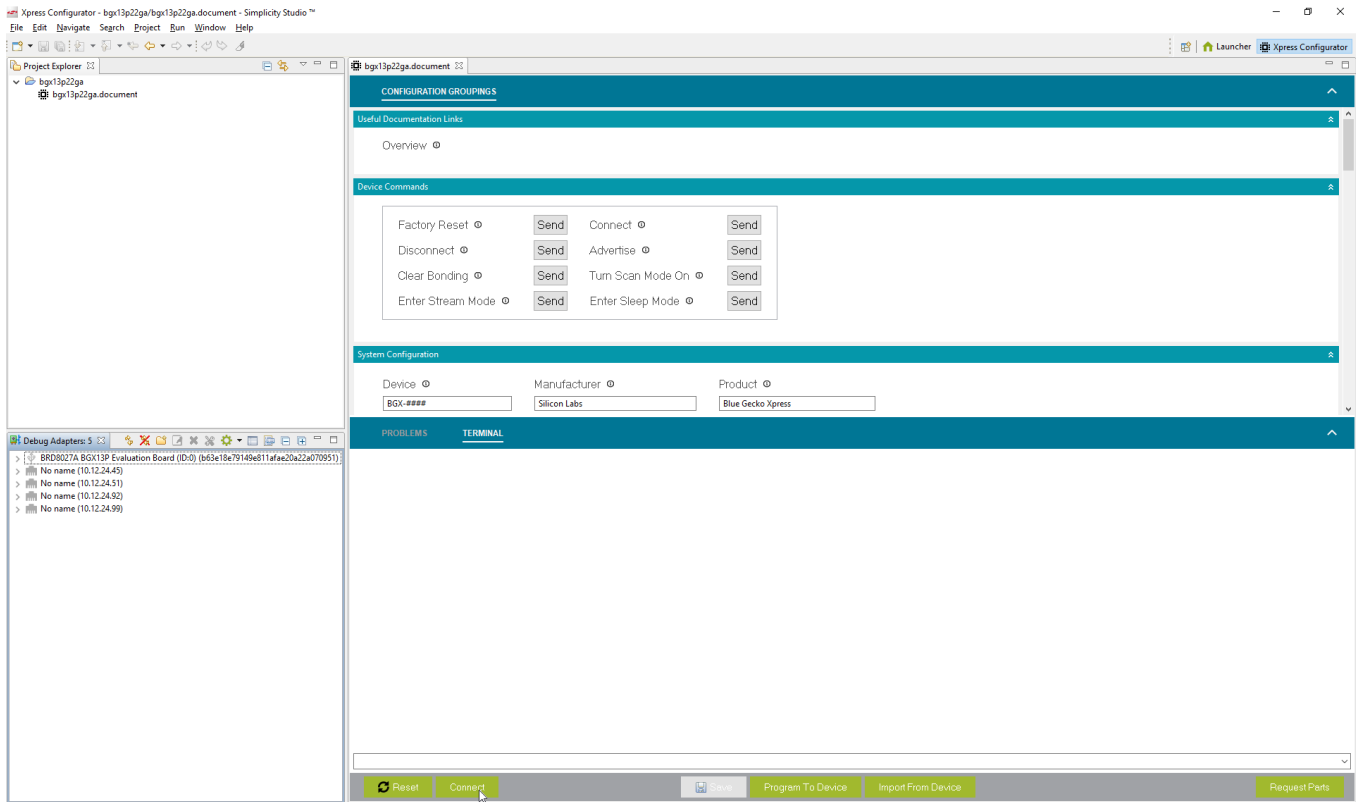 Xpress Configurator - bgx13p22ga/bgx13p22ga.document - Simplicity Studio ™
File Edit Navigate Search Project Run Window Help
Launcher Xpress Configurator
Project Explorer
bgx13p22ga
bgx13p22ga.document
bgx13p22ga.document
CONFIGURATION GROUPINGS
Useful Documentation Links
Overview
Device Commands
Factory Reset Send Connect Send
Disconnect Send Advertise Send
Clear Bonding Send Turn Scan Mode On Send
Enter Stream Mode Send Enter Sleep Mode Send
System Configuration
Device Manufacturer Product
BGX-#### Silicon Labs Blue Gecko Xpress
Debug Adapters: 5
BRD8027A BGX13P Evaluation Board (ID:0) (b63e18e79149e811afae20a22a070951)
No name (10.12.24.45)
No name (10.12.24.51)
No name (10.12.24.92)
No name (10.12.24.99)
PROBLEMS TERMINAL
Reset Connect Save Program To Device Import From Device Request Parts